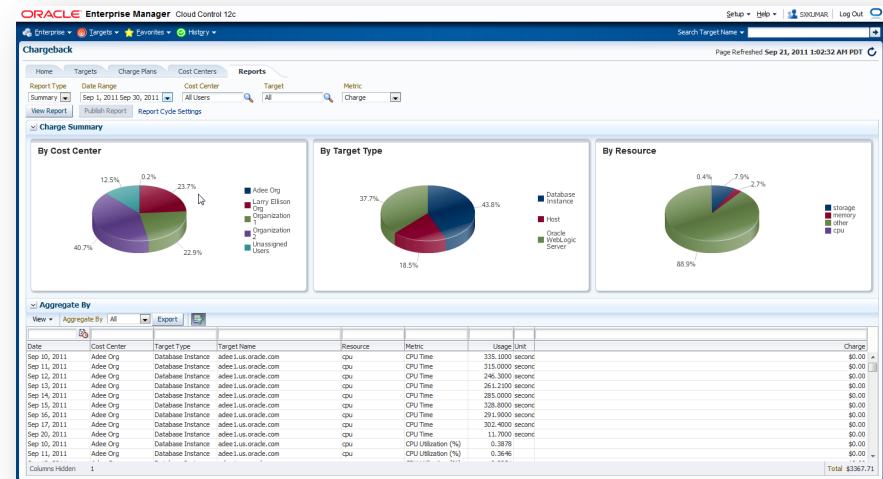 ORACLE Enterprise Manager Cloud Control 12c
Setup Help SXKUMAR Log Out
Enterprise Targets Favorites History Search Target Name
Chargeback
Page Refreshed Sep 21, 2011 1:02:32 AM PDT
Home Targets Charge Plans Cost Centers Reports
Report Type Date Range Cost Center Target Metric
Summary Sep 1, 2011 Sep 30, 2011 All Users All Charge
View Report Publish Report Report Cycle Settings
Charge Summary
By Cost Center
12.5%
0.2%
23.7%
40.7%
22.9%
Adee Org
Larry Ellison
Org
Organization
1
Organization
2
Unassigned
Users
By Target Type
37.7%
43.8%
18.5%
Database
Instance
Host
Oracle
WebLogic
Server
By Resource
0.4%
7.9%
2.7%
88.9%
storage
memory
other
cpu
Aggregate By
View Aggregate By All Export
Date Cost Center Target Type Target Name Resource Metric Usage Unit Charge
Sep 10, 2011 Adee Org Database Instance adee1.us.oracle.com cpu CPU Time 335.1000 second $0.00
Sep 11, 2011 Adee Org Database Instance adee1.us.oracle.com cpu CPU Time 315.0000 second $0.00
Sep 12, 2011 Adee Org Database Instance adee1.us.oracle.com cpu CPU Time 246.3000 second $0.00
Sep 13, 2011 Adee Org Database Instance adee1.us.oracle.com cpu CPU Time 261.2100 second $0.00
Sep 14, 2011 Adee Org Database Instance adee1.us.oracle.com cpu CPU Time 285.0000 second $0.00
Sep 15, 2011 Adee Org Database Instance adee1.us.oracle.com cpu CPU Time 328.8000 second $0.00
Sep 16, 2011 Adee Org Database Instance adee1.us.oracle.com cpu CPU Time 291.9000 second $0.00
Sep 17, 2011 Adee Org Database Instance adee1.us.oracle.com cpu CPU Time 302.4000 second $0.00
Sep 20, 2011 Adee Org Database Instance adee1.us.oracle.com cpu CPU Time 11.7000 second $0.00
Sep 10, 2011 Adee Org Database Instance adee1.us.oracle.com cpu CPU Utilization (%) 0.3878 $0.00
Sep 11, 2011 Adee Org Database Instance adee1.us.oracle.com cpu CPU Utilization (%) 0.3646 $0.00
Columns Hidden 1 Total $3367.71